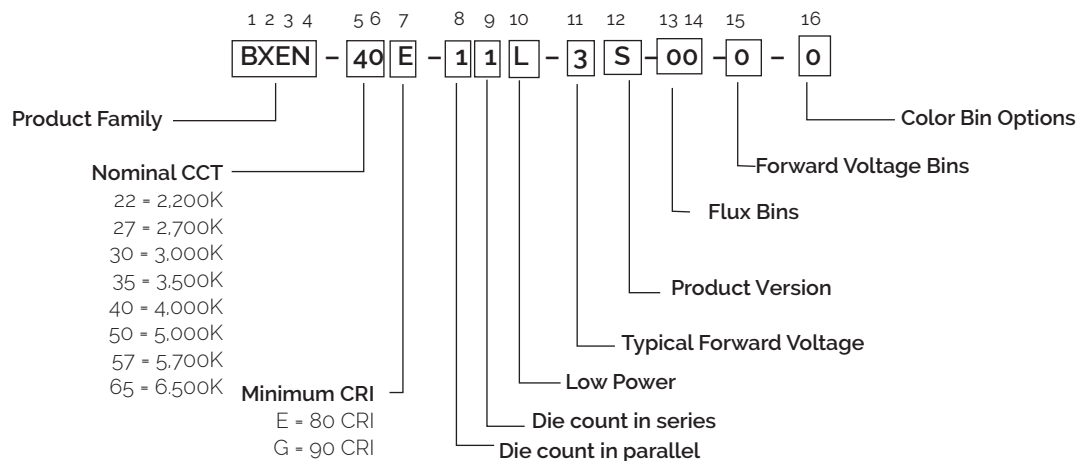 1 2 3 4 5 6 7 8 9 10 11 12 13 14 15 16
BXEN – 40 E – 1 1 L – 3 S – 00 – 0 – 0
Product Family
Color Bin Options
Nominal CCT
22 = 2,200K
27 = 2,700K
30 = 3,000K
35 = 3,500K
40 = 4,000K
50 = 5,000K
57 = 5,700K
65 = 6.500K
Forward Voltage Bins
Flux Bins
Product Version
Typical Forward Voltage
Low Power
Minimum CRI
E = 80 CRI
G = 90 CRI
Die count in series
Die count in parallel